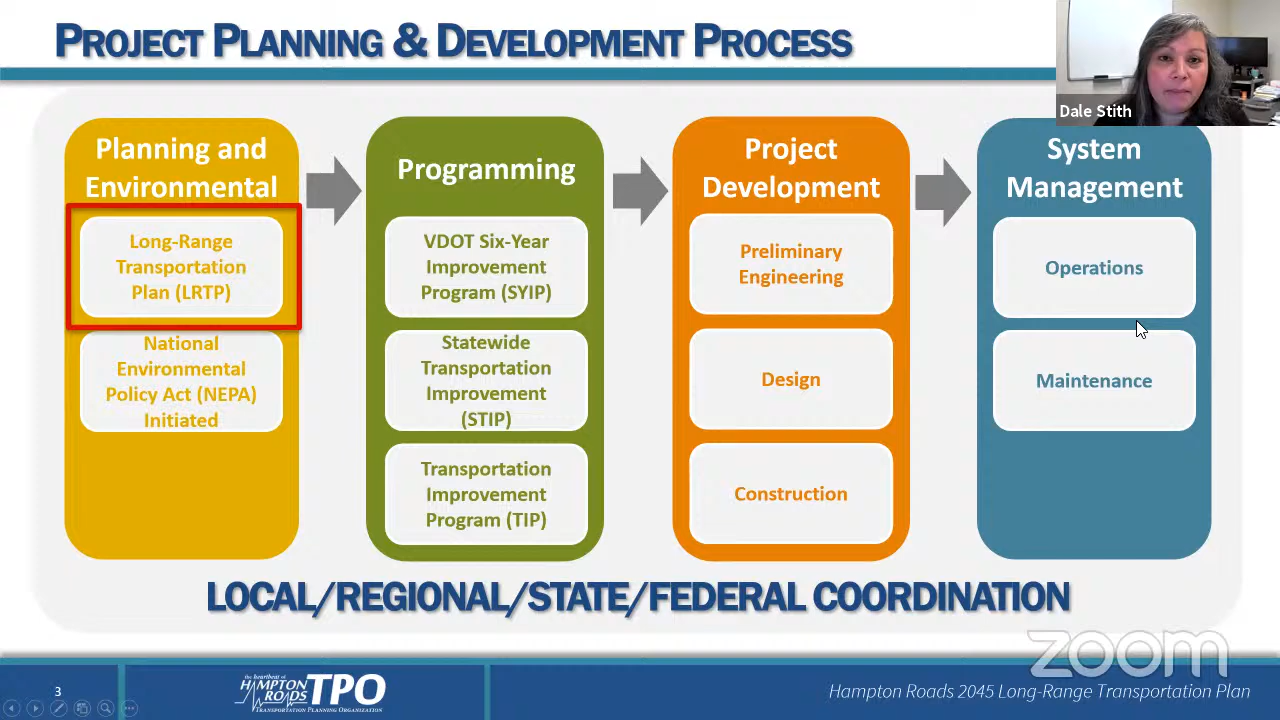 PROJECT PLANNING & DEVELOPMENT PROCESS
Dale Stith
Planning and
Environmental
Long-Range
Transportation
Plan (LRTP)
National
Environmental
Policy Act (NEPA)
Initiated
Programming
VDOT Six-Year
Improvement
Program (SYIP)
Statewide
Transportation
Improvement
(STIP)
Transportation
Improvement
Program (TIP)
Project
Development
Preliminary
Engineering
Design
Construction
System
Management
Operations
Maintenance
LOCAL/REGIONAL/STATE/FEDERAL COORDINATION
zoom
3
the heartbeat of
HAMPTON
ROADS
TPO
TRANSPORTATION PLANNING ORGANIZATION
Hampton Roads 2045 Long-Range Transportation Plan